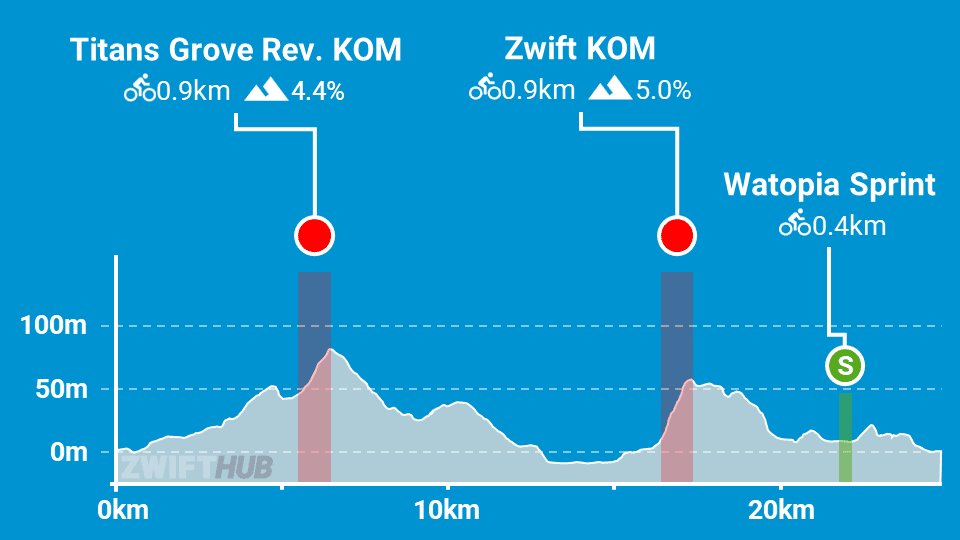 Titans Grove Rev. KOM
0.9km 4.4%
Zwift KOM
0.9km 5.0%
Watopia Sprint
0.4km
S
100m
50m
0m
ZWIFTHUB
0km 10km 20km